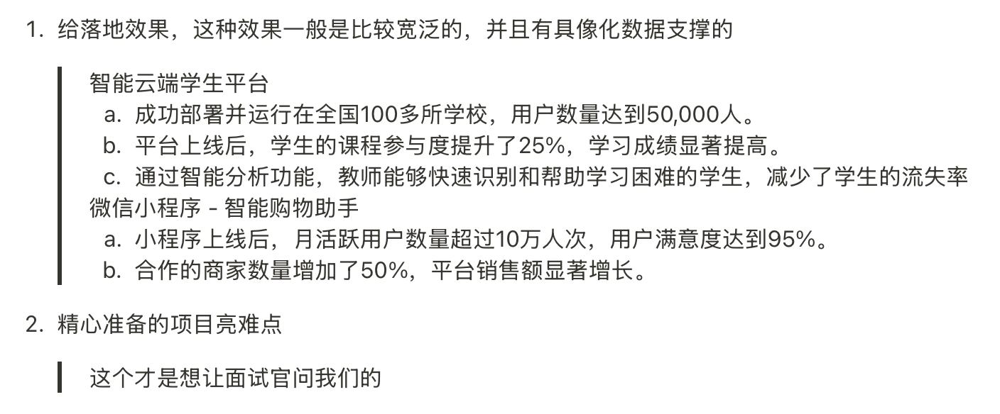 1. 给落地效果，这种效果一般是比较宽泛的，并且有具像化数据支撑的
智能云端学生平台
a. 成功部署并运行在全国100多所学校，用户数量达到50,000人。
b. 平台上线后，学生的课程参与度提升了25%，学习成绩显著提高。
c. 通过智能分析功能，教师能够快速识别和帮助学习困难的学生，减少了学生的流失率
微信小程序 - 智能购物助手
a. 小程序上线后，月活跃用户数量超过10万人次，用户满意度达到95%。
b. 合作的商家数量增加了50%，平台销售额显著增长。
2. 精心准备的项目亮难点
这个才是想让面试官问我们的